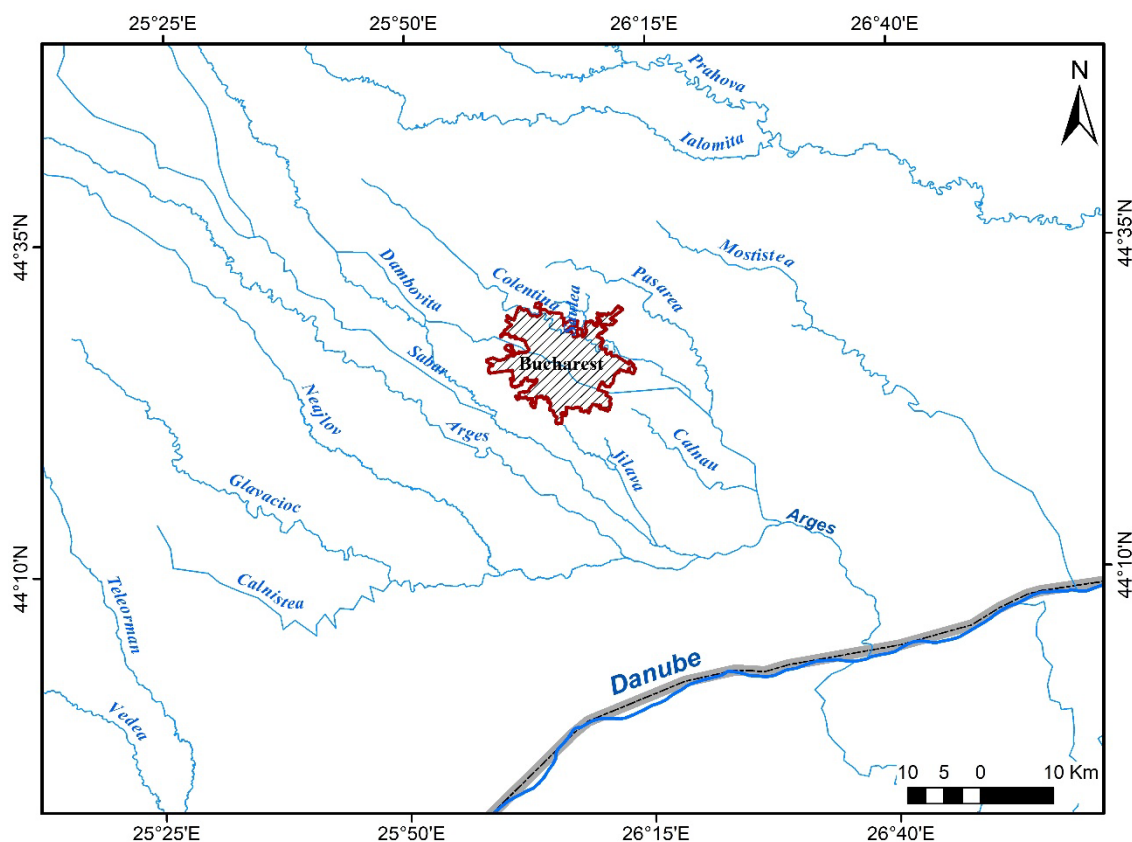 25°25'E
25°50'E
26°15'E
26°40'E
N
Prahova
Ialomita
44°35'N
44°35'N
Mostistea
Dambovita
Colentina
Pasarea
Sabar
Bucharest
Neajlov
Arges
Calnau
Jilava
Glavacioc
Arges
44°10'N
44°10'N
Calnistea
Teleorman
Danube
Vedea
10 5 0 10 Km
25°25'E
25°50'E
26°15'E
26°40'E